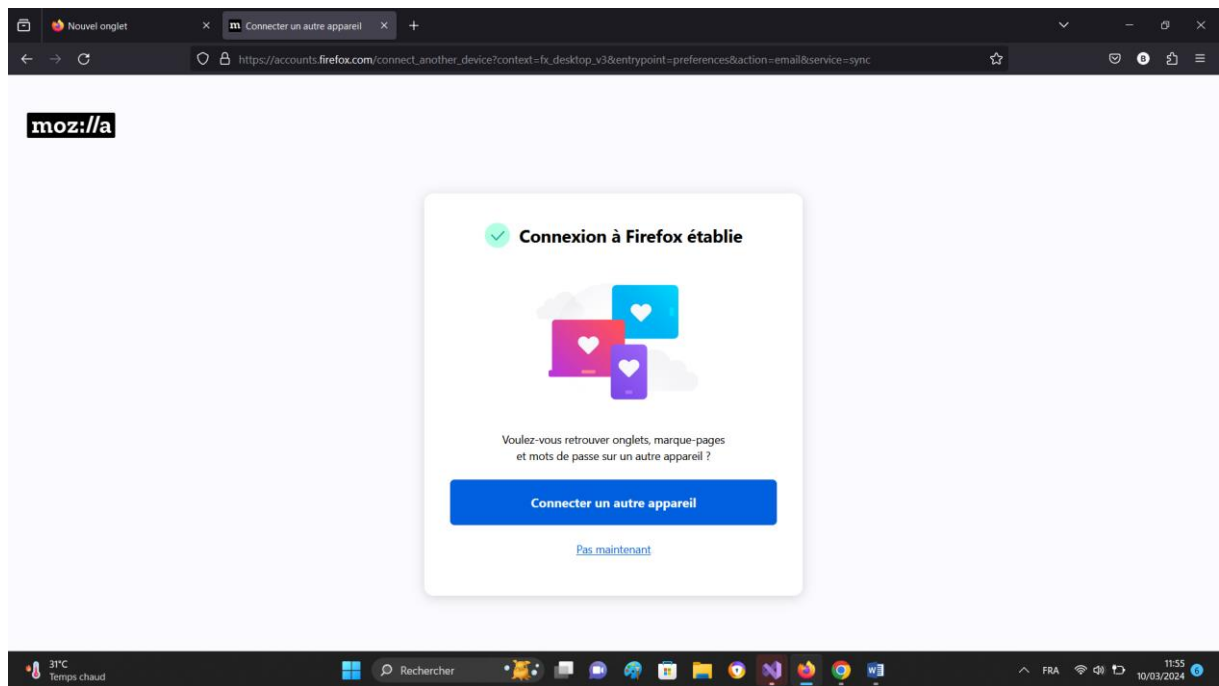 Nouvel onglet
Connecter un autre appareil
https://accounts.firefox.com/connect_another_device?context=fx_desktop_v3&entrypoint=preferences&action=email&service=sync
B
moz://a
Connexion à Firefox établie
Voulez-vous retrouver onglets, marque-pages
et mots de passe sur un autre appareil ?
Connecter un autre appareil
Pas maintenant
31°C
Temps chaud
Rechercher
FRA
11:55
10/03/2024
6